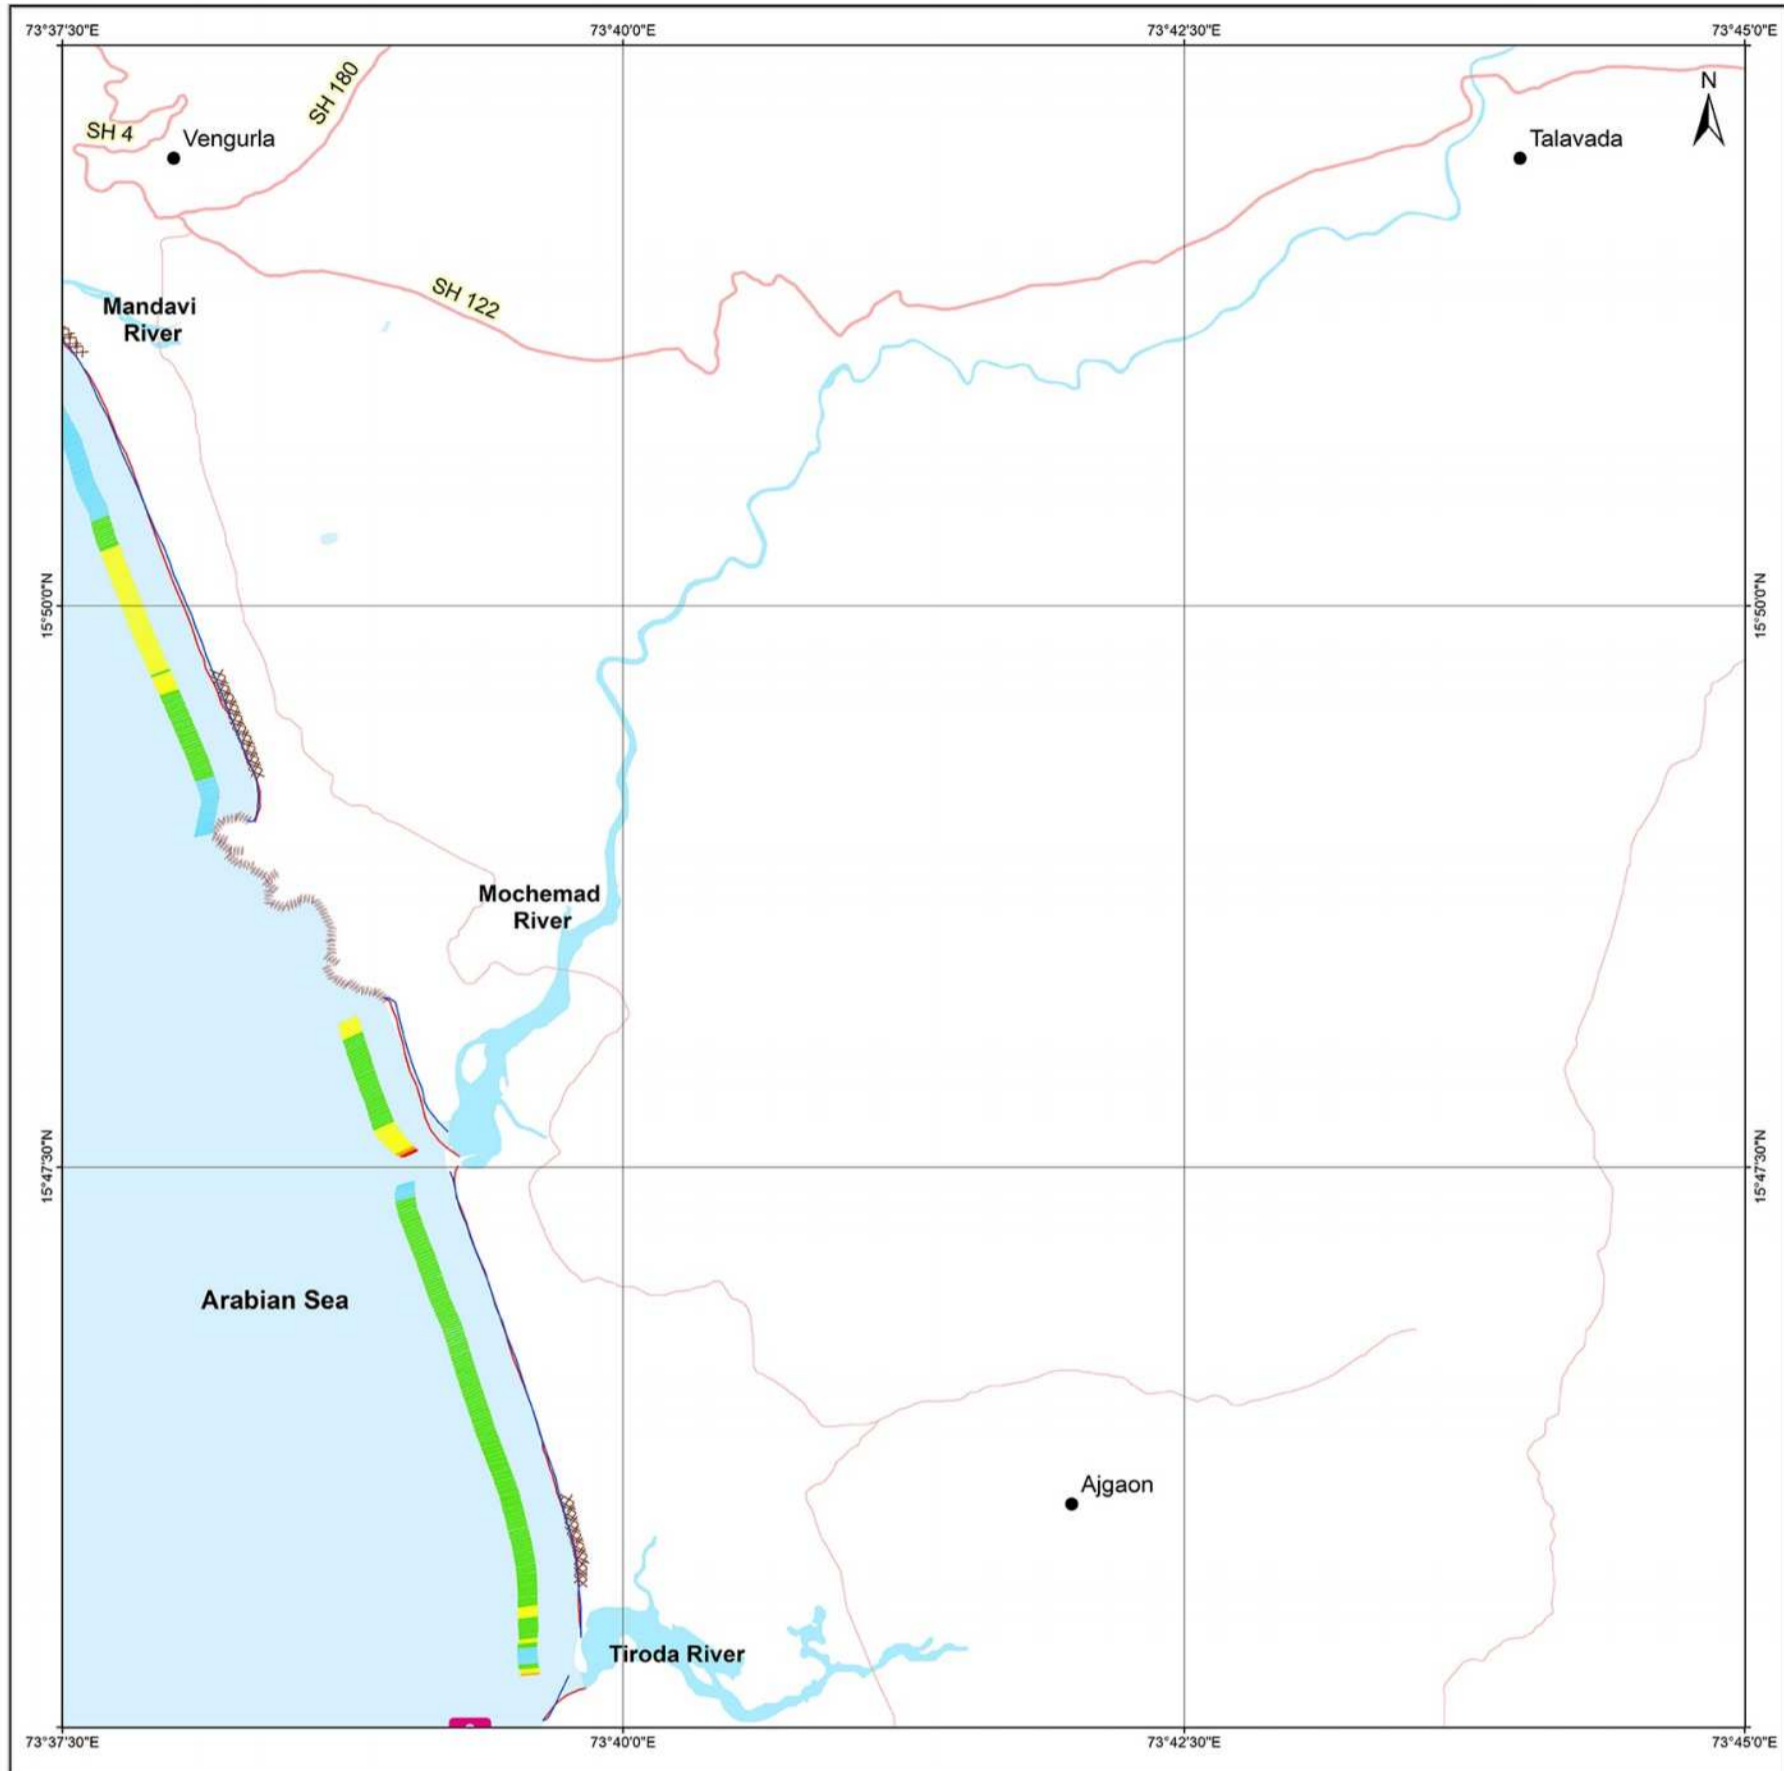 73°37'30"E
73°40'0"E
73°42'30"E
73°45'0"E
N
SH 180
SH 4
Vengurla
Talavada
SH 122
Mandavi
River
15°50'0"N
15°50'0"N
Mochemad
River
15°47'30"N
15°47'30"N
Arabian Sea
Ajgaon
Tiroda River
73°37'30"E
73°40'0"E
73°42'30"E
73°45'0"E